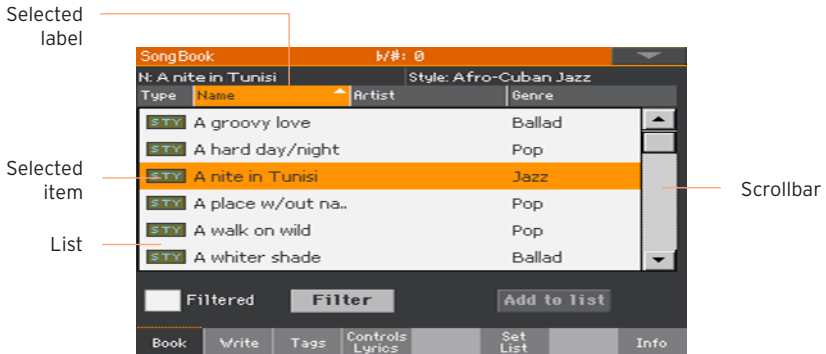 Selected
label
SongBook b/#: 0
N: A nite in Tunisi Style: Afro-Cuban Jazz
Type Name Artist Genre
STY A groovy love Ballad
STY A hard day/night Pop
Selected
item
STY A nite in Tunisi Jazz
Scrollbar
STY A place w/out na.. Pop
List
STY A walk on wild Pop
STY A whiter shade Ballad
Filtered Filter Add to list
Book Write Tags Controls
Lyrics Set
List Info